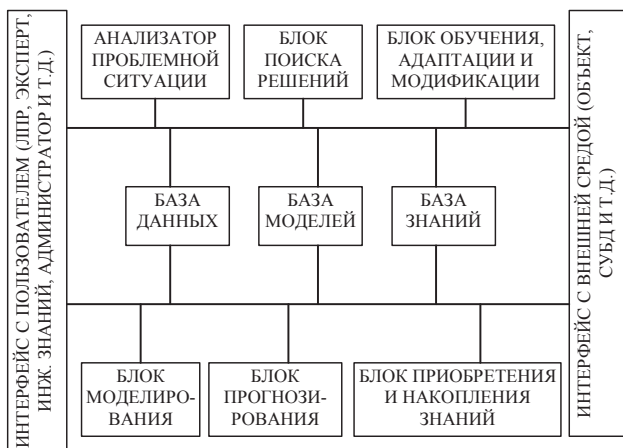 ИНТЕРФЕЙС С ПОЛЬЗОВАТЕЛЕМ (ЛПР, ЭКСПЕРТ,
ИНЖ. ЗНАНИЙ, АДМИНИСТРАТОР И Т.Д.)
АНАЛИЗАТОР
ПРОБЛЕМНОЙ
СИТУАЦИИ
БЛОК
ПОИСКА
РЕШЕНИЙ
БЛОК ОБУЧЕНИЯ,
АДАПТАЦИИ И
МОДИФИКАЦИИ
БАЗА
ДАННЫХ
БАЗА
МОДЕЛЕЙ
БАЗА
ЗНАНИЙ
БЛОК
МОДЕЛИРО-
ВАНИЯ
БЛОК
ПРОГНОЗИ-
РОВАНИЯ
БЛОК ПРИОБРЕТЕНИЯ
И НАКОПЛЕНИЯ
ЗНАНИЙ
ИНТЕРФЕЙС С ВНЕШНЕЙ СРЕДОЙ (ОБЪЕКТ,
СУБД И Т.Д.)